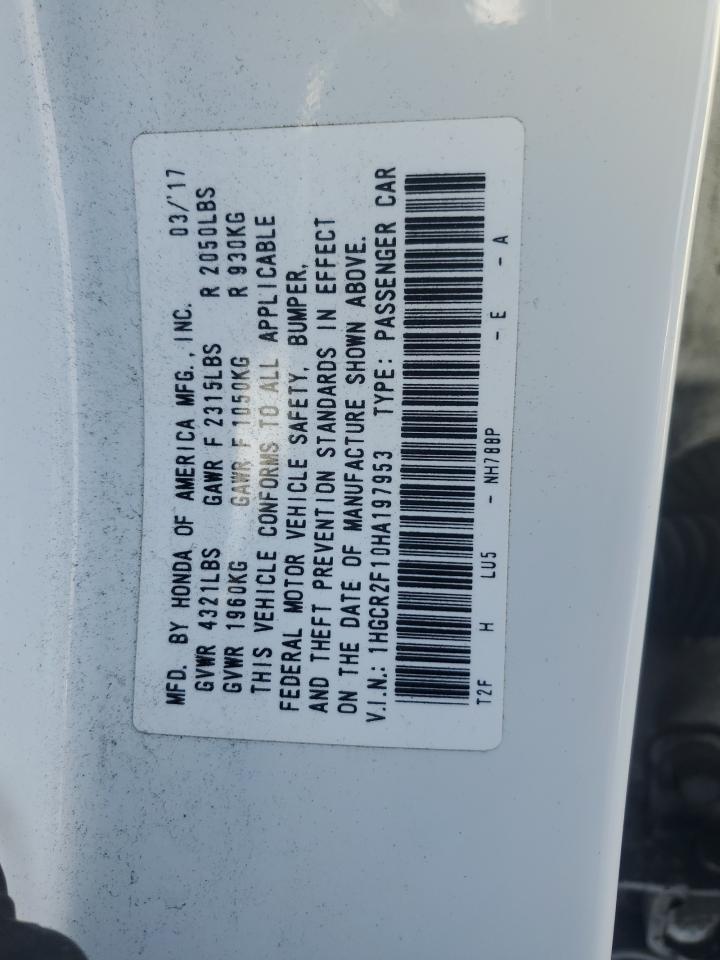 MFD. BY HONDA OF AMERICA MFG., INC. 03/'17
GVWR 4321LBS GAWR F 2315LBS R 2050LBS
GVWR 1960KG GAWR F 1050KG R 930KG
THIS VEHICLE CONFORMS TO ALL APPLICABLE
FEDERAL MOTOR VEHICLE SAFETY, BUMPER,
AND THEFT PREVENTION STANDARDS IN EFFECT
ON THE DATE OF MANUFACTURE SHOWN ABOVE.
V.I.N.: 1HGCR2F10HA197953 TYPE: PASSENGER CAR
T2F H LU5 - NH788P - E - A